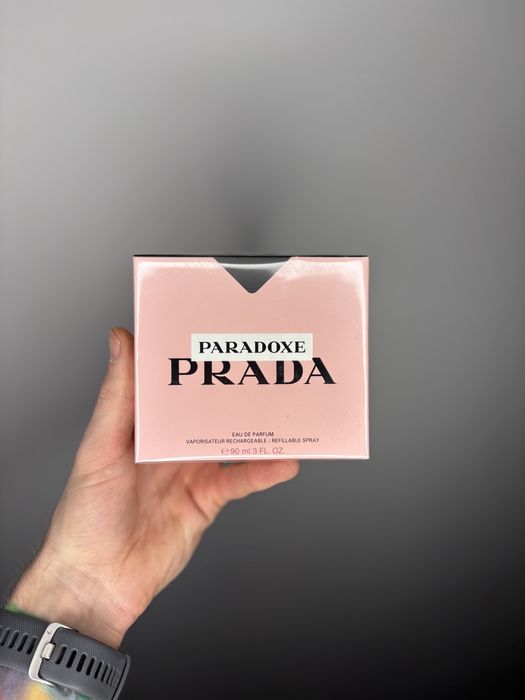 PARADOXE
PRADA
EAU DE PARFUM
VAPORISATEUR RECHARGEABLE / REFILLABLE SPRAY
℮ 90 ml 3 FL. OZ.